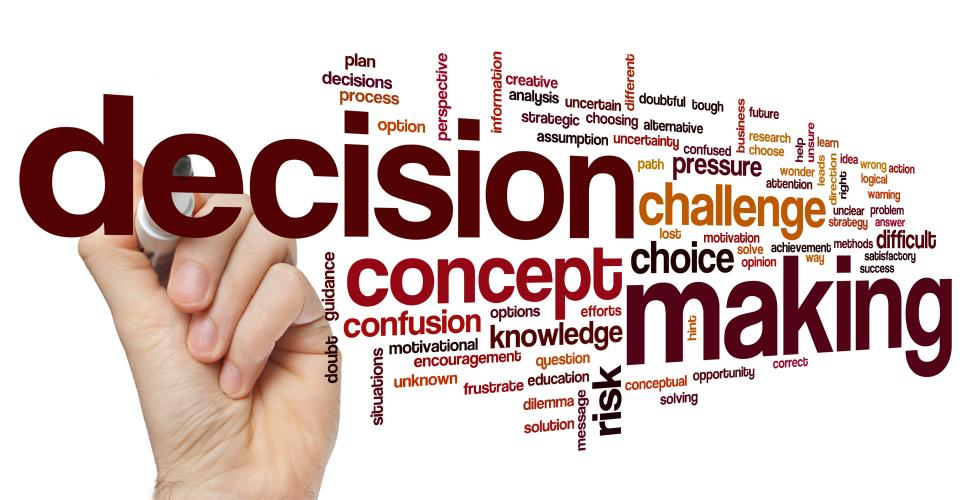 plan
decisions
process
perspective
information
creative
different
analysis
uncertain
doubtful
tough
option
strategic
choosing
alternative
business
future
assumption
uncertainty
confused
research
choose
help
unsure
learn
decision
path
pressure
wonder
attention
leads
direction
idea
right
wrong
action
logical
warning
challenge
unclear
problem
strategy
answer
lost
motivation
solve
achievement
methods
difficult
choice
opinion
way
satisfactory
success
guidance
concept
making
confusion
options
efforts
knowledge
hint
doubt
situations
motivational
encouragement
question
correct
unknown
frustrate
education
risk
conceptual
opportunity
dilemma
message
solving
solution